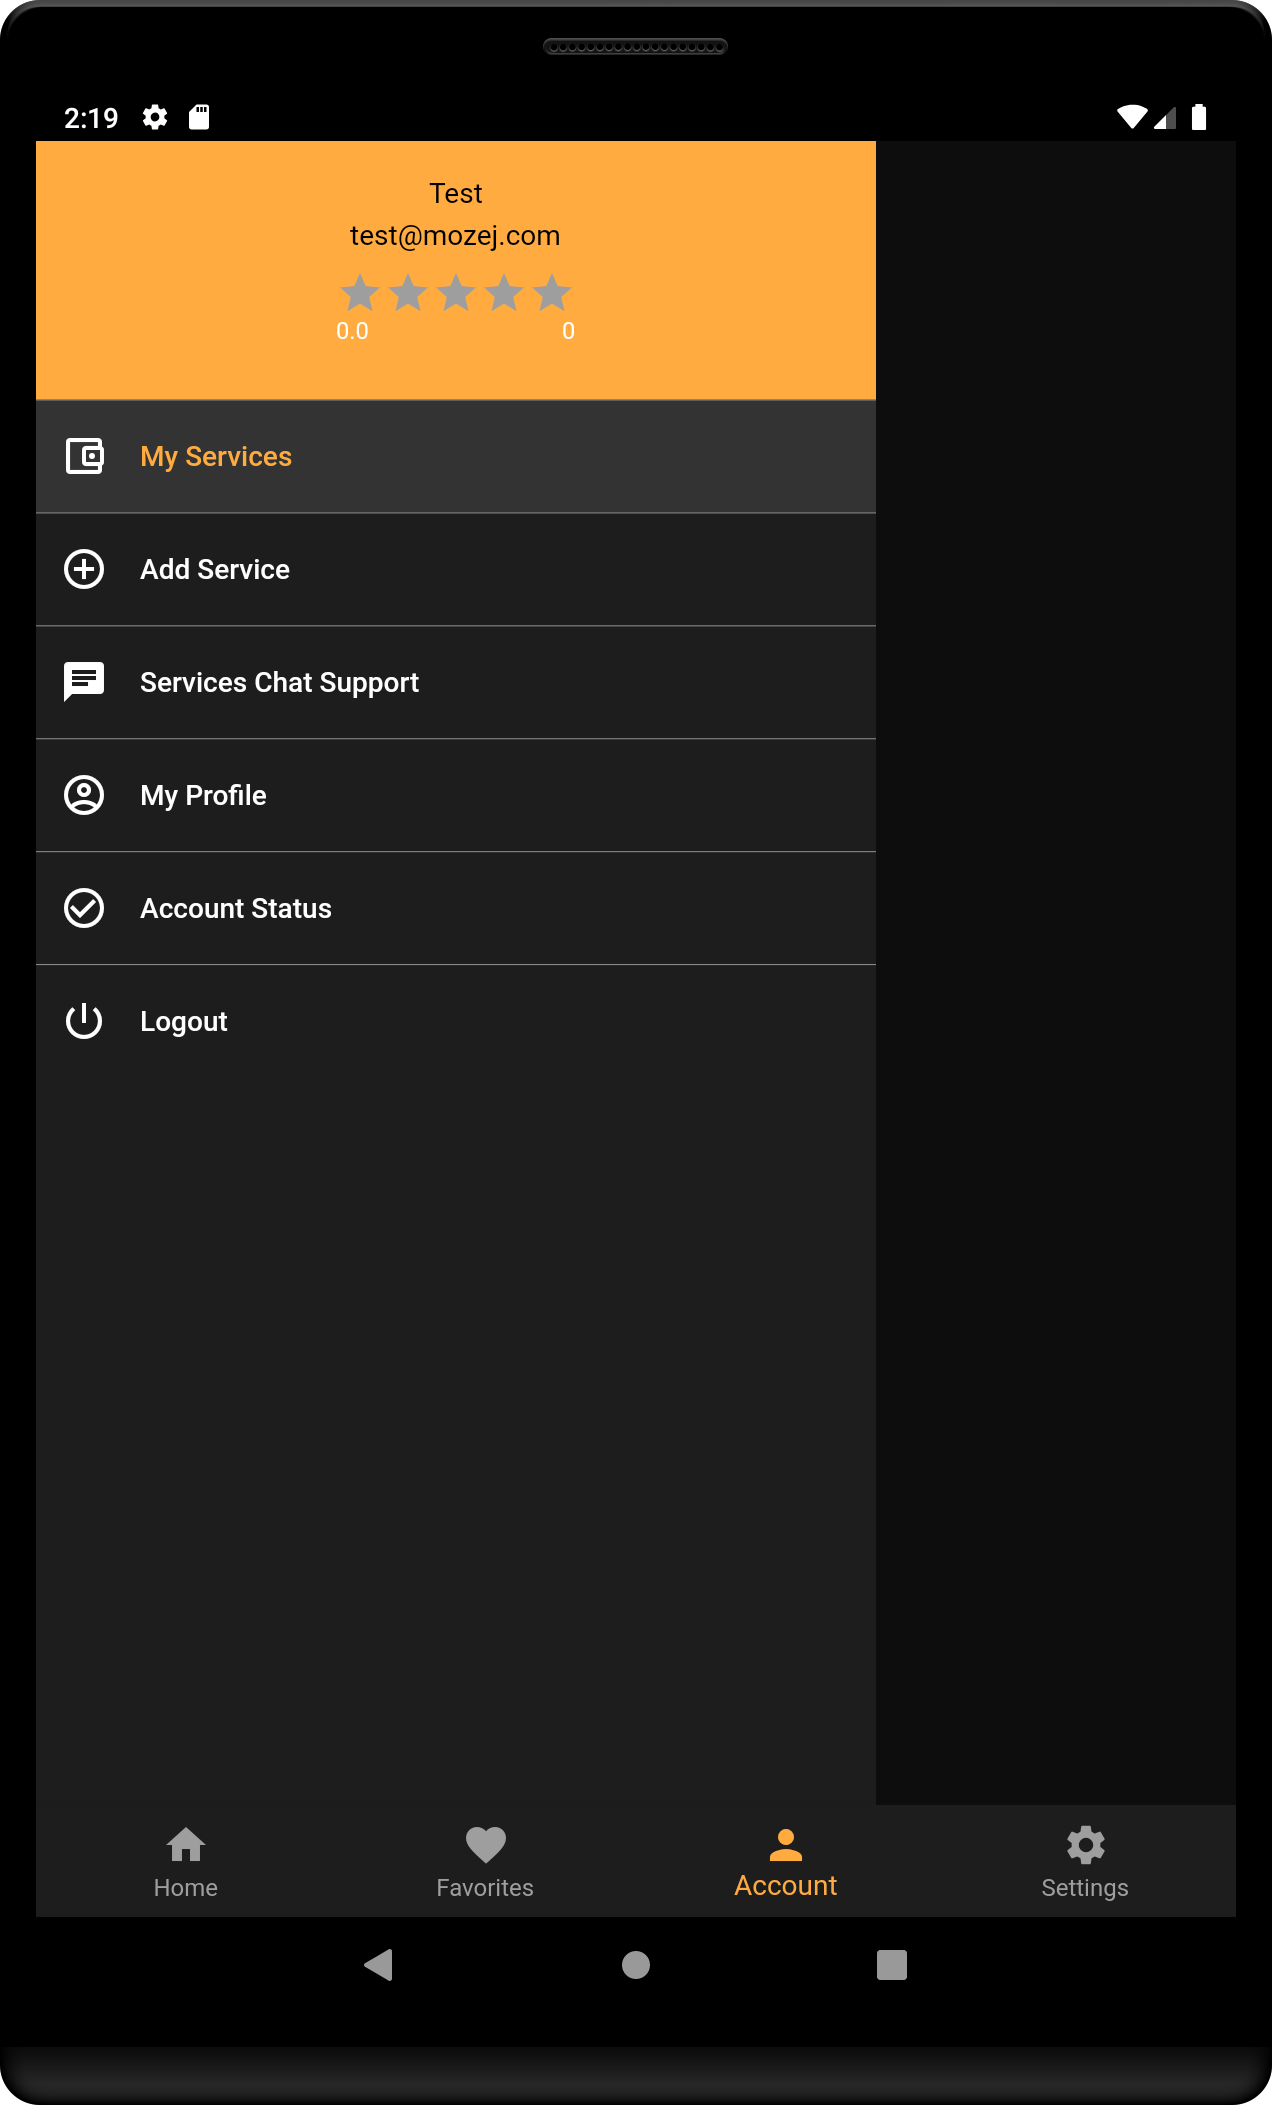 2:19
Test
test@mozej.com
0.0 0
My Services
Add Service
Services Chat Support
My Profile
Account Status
Logout
Home Favorites Account Settings